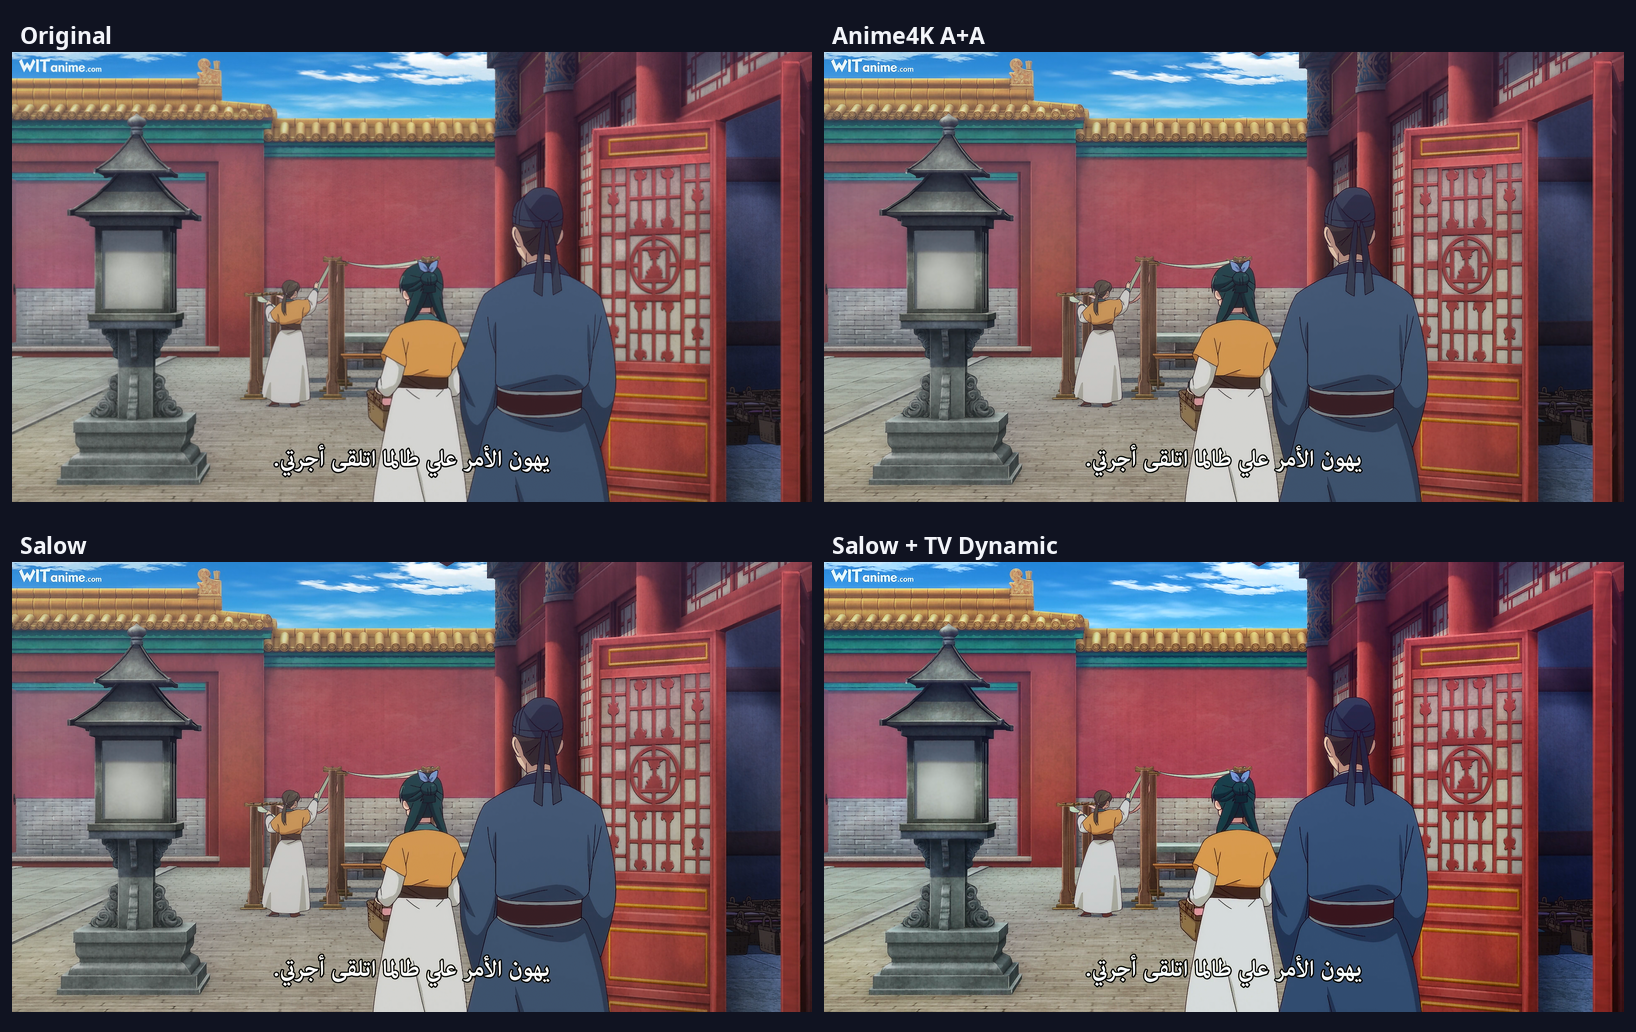 Original
WITanime.com
يهون الأمر علي طالما اتلقى أجرتي.
Anime4K A+A
WITanime.com
يهون الأمر علي طالما اتلقى أجرتي.
Salow
WITanime.com
يهون الأمر علي طالما اتلقى أجرتي.
Salow + TV Dynamic
WITanime.com
يهون الأمر علي طالما اتلقى أجرتي.